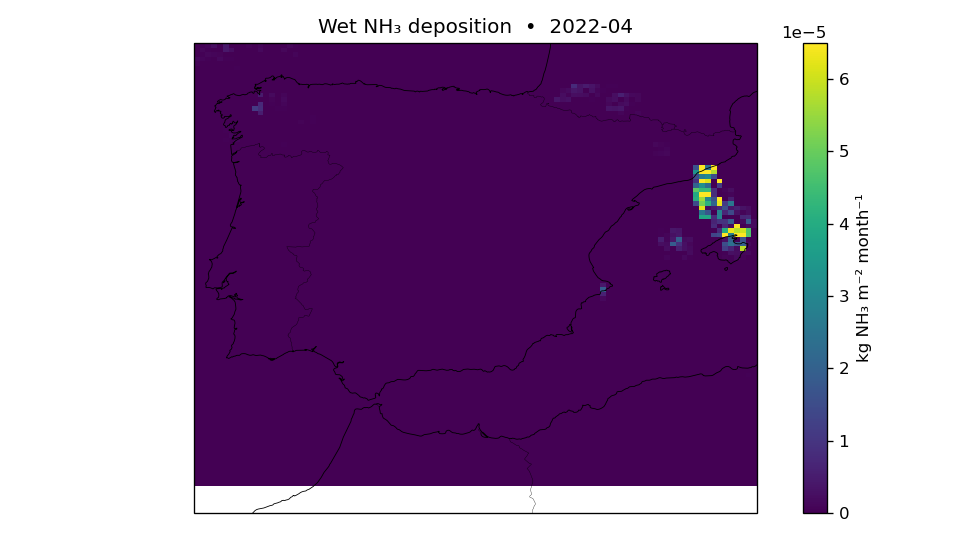 Wet NH₃ deposition • 2022-04
1e−5
6
5
4
3
2
1
0
kg NH₃ m⁻² month⁻¹